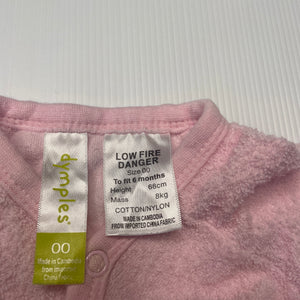 dymples
OO
Made in Cambodia
from imported
China Fabric
LOW FIRE
DANGER
Size 00
To fit 6 months
Height 66cm
Mass 8kg
COTTON/NYLON
MADE IN CAMBODIA
FROM IMPORTED CHINA FABRIC